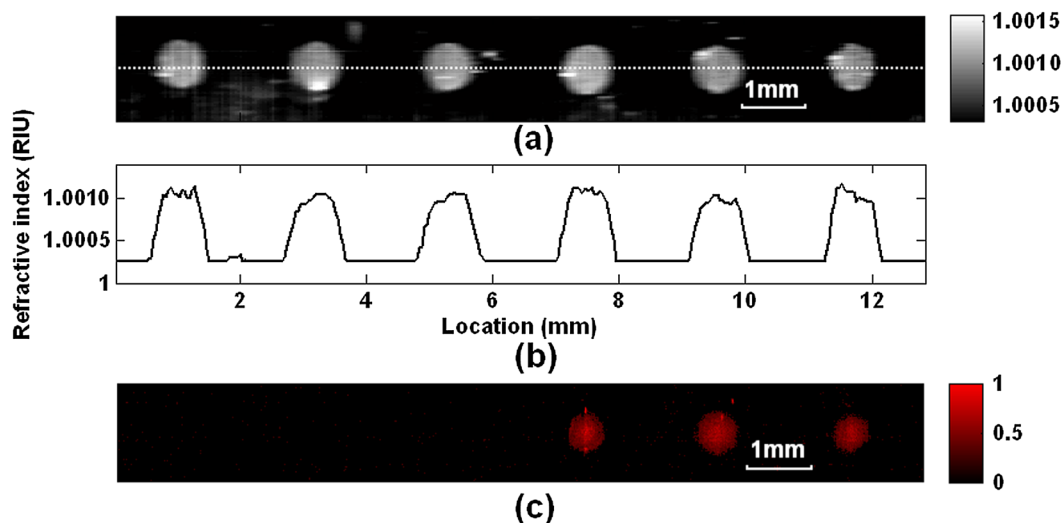 1.0015
1.0010
1.0005
1mm
(a)
Refractive index (RIU)
1.0010
1.0005
1
2
4
6
8
10
12
Location (mm)
(b)
1
0.5
0
1mm
(c)